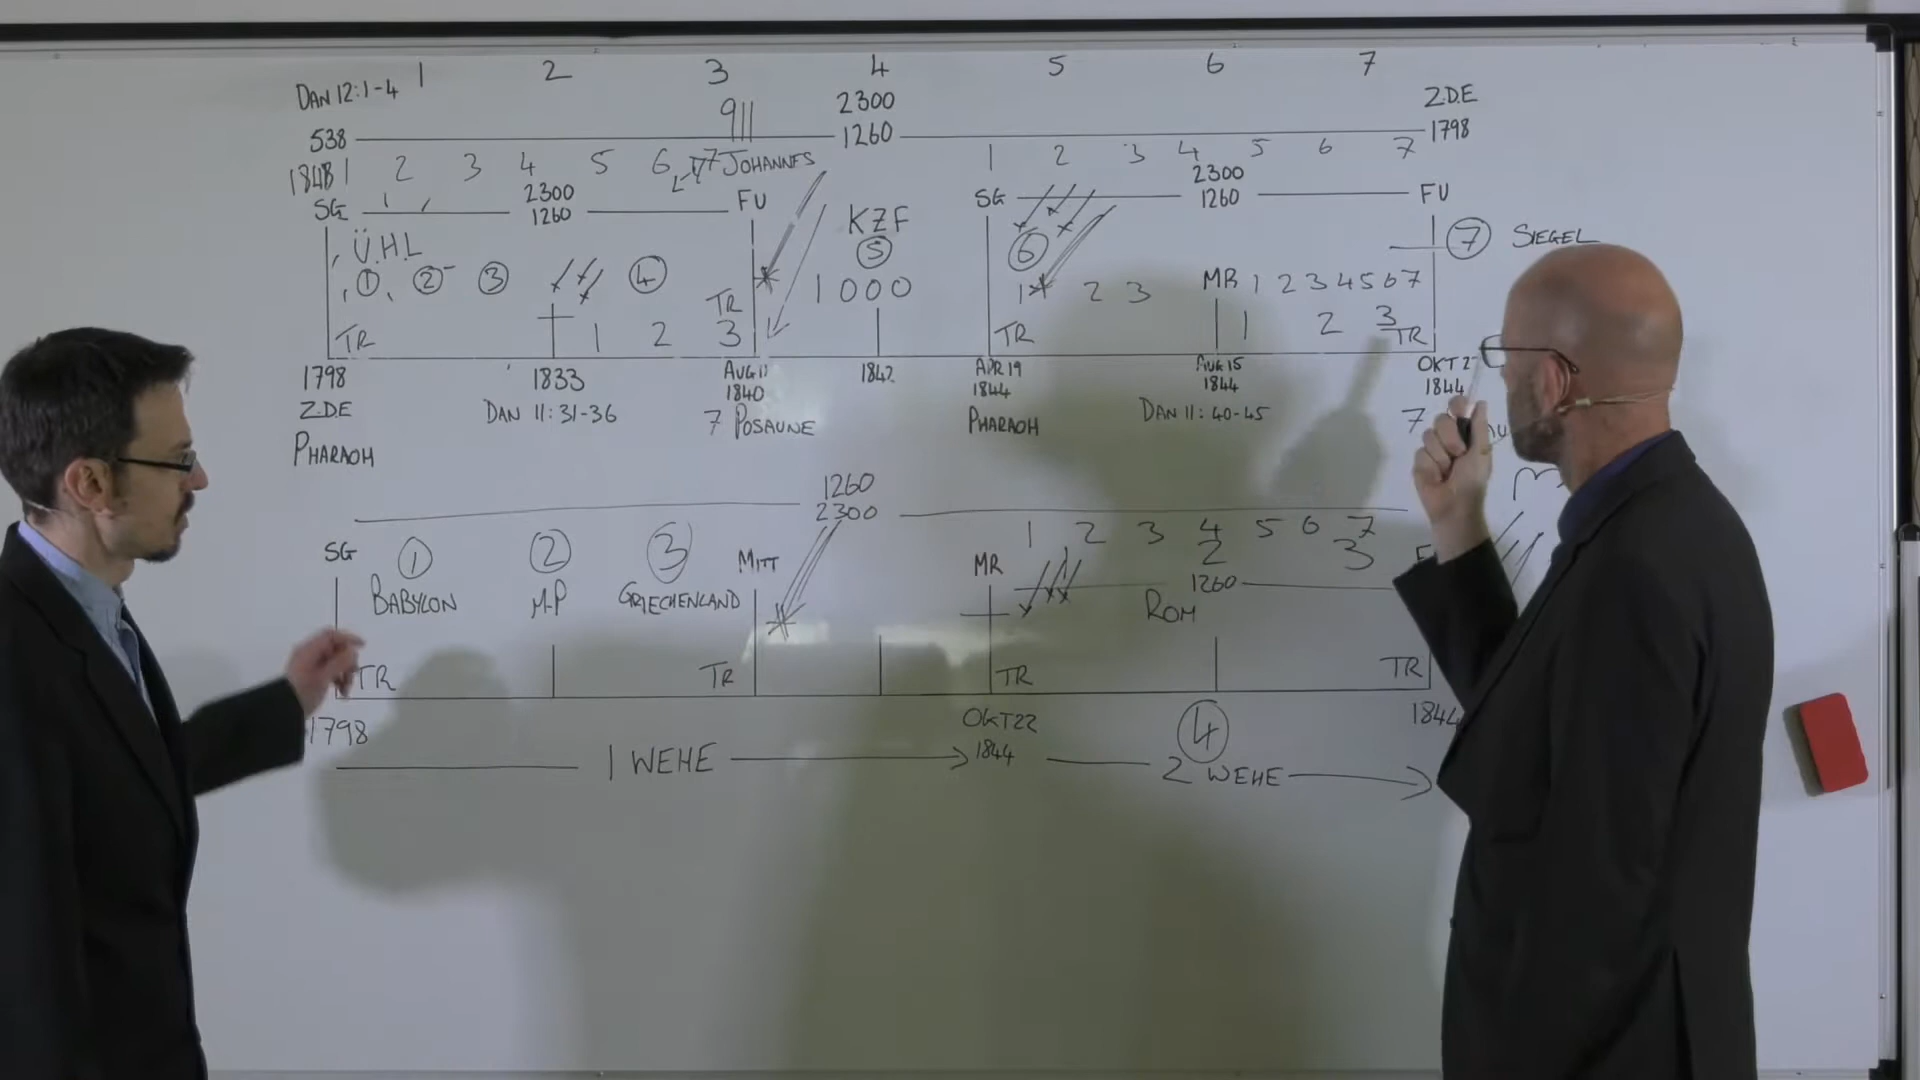 1 2 3 4 5 6 7
DAN 12:1-4
911 2300 Z.D.E
538 1260 1798
1848 1 2 3 4 5 6 7 JOHANNES 1 2 3 4 5 6 7
2300 2300
SG 1260 FU SG 1260 FU
Ü.H.L KZF 7 SIEGEL
1 2 3 4 5 6
1000 1 2 3 MR 1 2 3 4 5 6 7
TR 1 2 3 TR TR 1 2 3 TR
1798 1833 AUG 11 1842 APR 19 AUG 15 OKT 2
1840 1844 1844 1844
Z.D.E DAN 11:31-36 7 POSAUNE DAN 11:40-45 7
PHARAOH PHARAOH
1260
2300
SG 1 2 3 MITT MR 1 2 3 4 5 6 7
2 3
BABYLON M-P GRIECHENLAND 1260
ROM
TR TR TR TR
1798 OKT 22 4 1844
1 WEHE 1844 2 WEHE